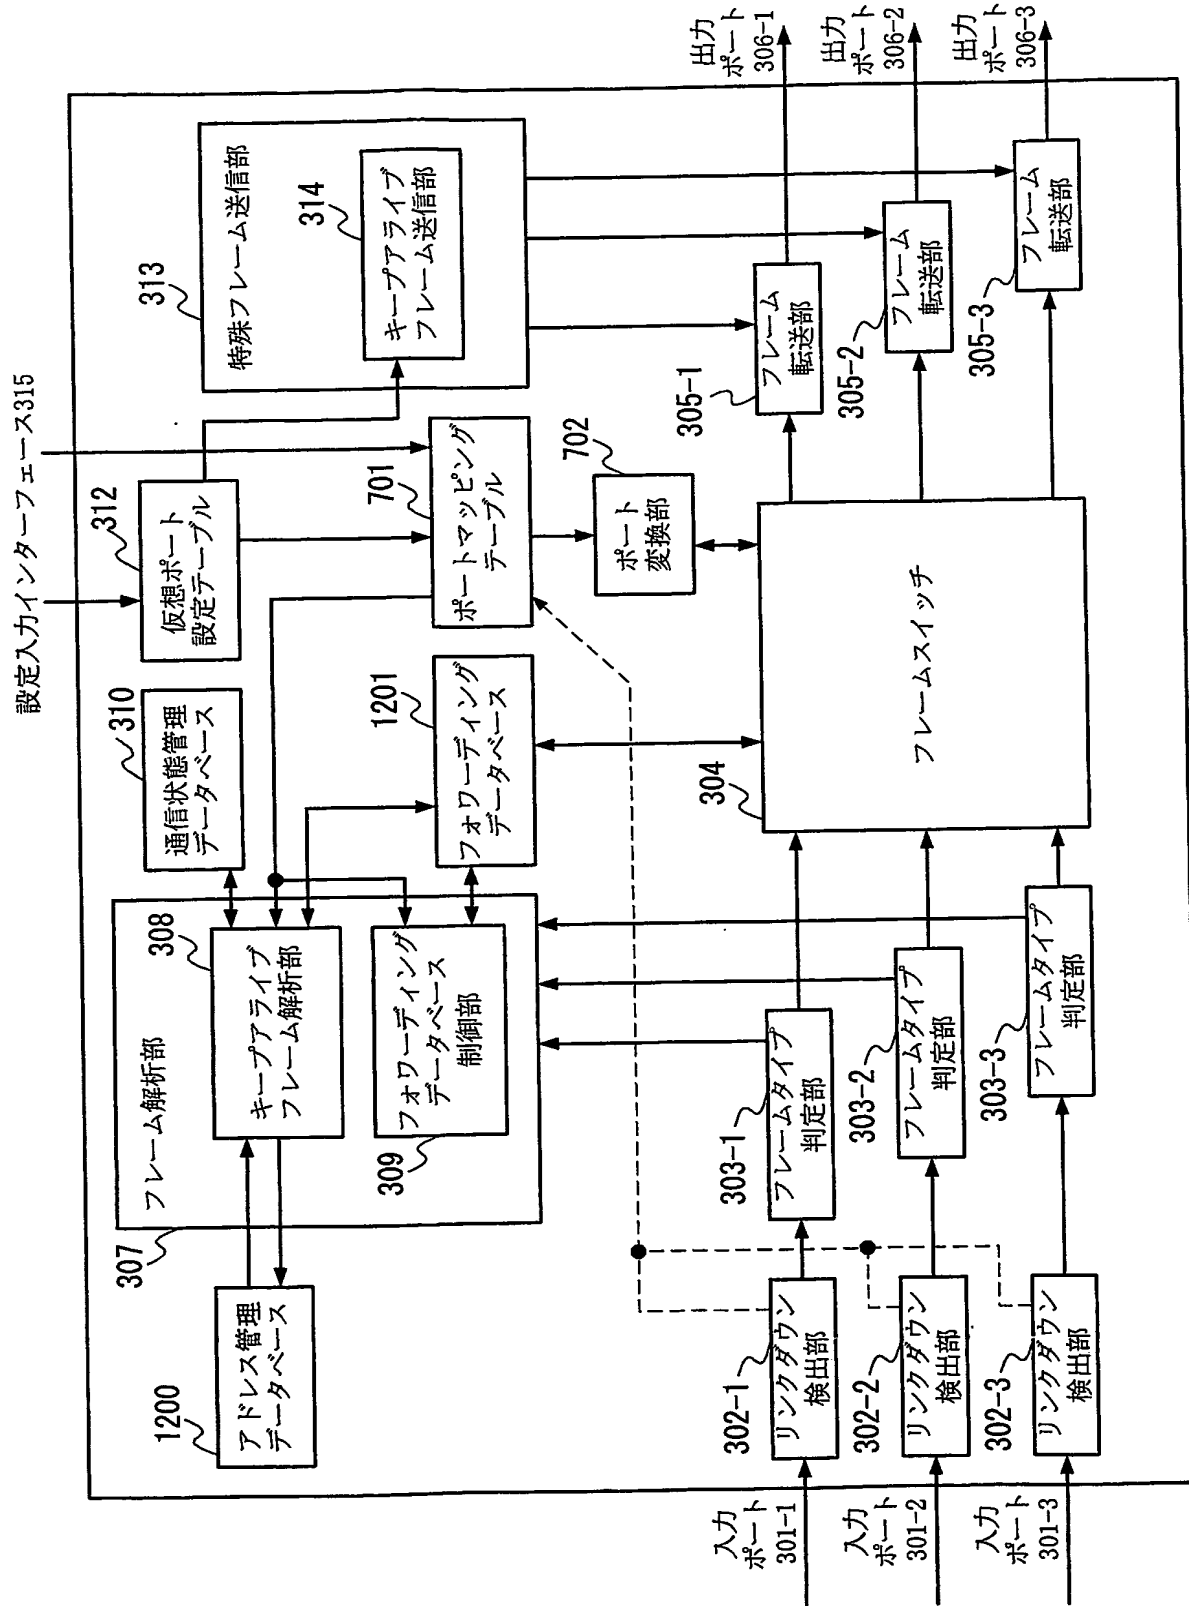 設定入力インターフェース315
1200
アドレス管理
データベース
307
フレーム解析部
308
キープアライブ
フレーム解析部
309
フォワーディング
データベース
制御部
310
通信状態管理
データベース
312
仮想ポート
設定テーブル
313
特殊フレーム送信部
314
キープアライブ
フレーム送信部
1201
フォワーディング
データベース
701
ポートマッピング
テーブル
702
ポート
変換部
304
フレームスイッチ
入力
ポート
301-1
302-1
リンクダウン
検出部
303-1
フレームタイプ
判定部
305-1
フレーム
転送部
出力
ポート
306-1
入力
ポート
301-2
302-2
リンクダウン
検出部
303-2
フレームタイプ
判定部
305-2
フレーム
転送部
出力
ポート
306-2
入力
ポート
301-3
302-3
リンクダウン
検出部
303-3
フレームタイプ
判定部
305-3
フレーム
転送部
出力
ポート
306-3